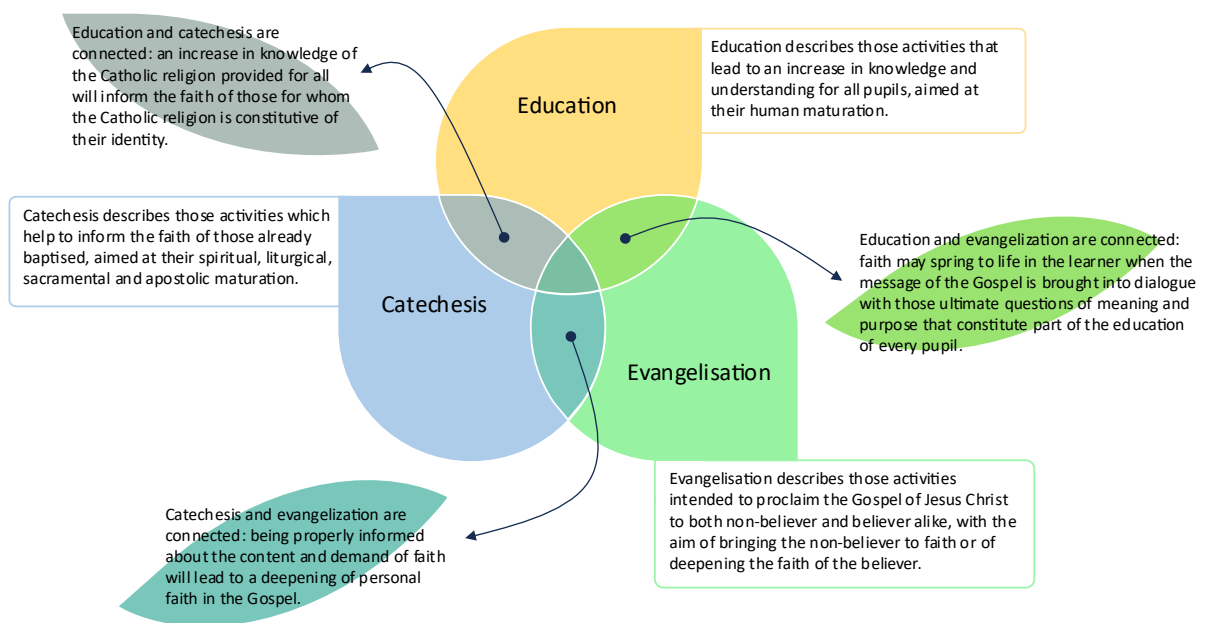 Education and catechesis are
connected: an increase in knowledge of
the Catholic religion provided for all
will inform the faith of those for whom
the Catholic religion is constitutive of
their identity.
Education
Education describes those activities that
lead to an increase in knowledge and
understanding for all pupils, aimed at
their human maturation.
Catechesis describes those activities which
help to inform the faith of those already
baptised, aimed at their spiritual, liturgical,
sacramental and apostolic maturation.
Catechesis
Education and evangelization are connected:
faith may spring to life in the learner when the
message of the Gospel is brought into dialogue
with those ultimate questions of meaning and
purpose that constitute part of the education
of every pupil.
Evangelisation
Catechesis and evangelization are
connected: being properly informed
about the content and demand of faith
will lead to a deepening of personal
faith in the Gospel.
Evangelisation describes those activities
intended to proclaim the Gospel of Jesus Christ
to both non-believer and believer alike, with the
aim of bringing the non-believer to faith or of
deepening the faith of the believer.